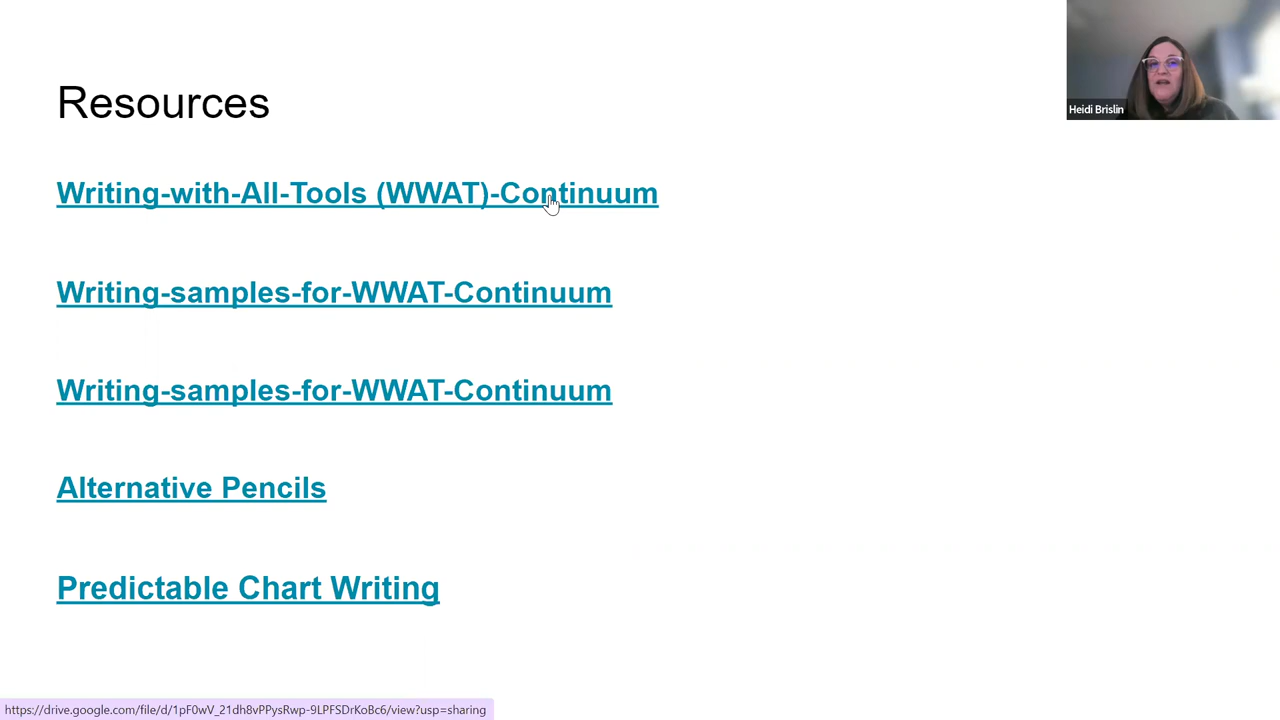 Resources
Heidi Brislin
Writing-with-All-Tools (WWAT)-Continuum
Writing-samples-for-WWAT-Continuum
Writing-samples-for-WWAT-Continuum
Alternative Pencils
Predictable Chart Writing
https://drive.google.com/file/d/1pF0wV_21dh8vPPysRwp-9LPFSDrKoBc6/view?usp=sharing